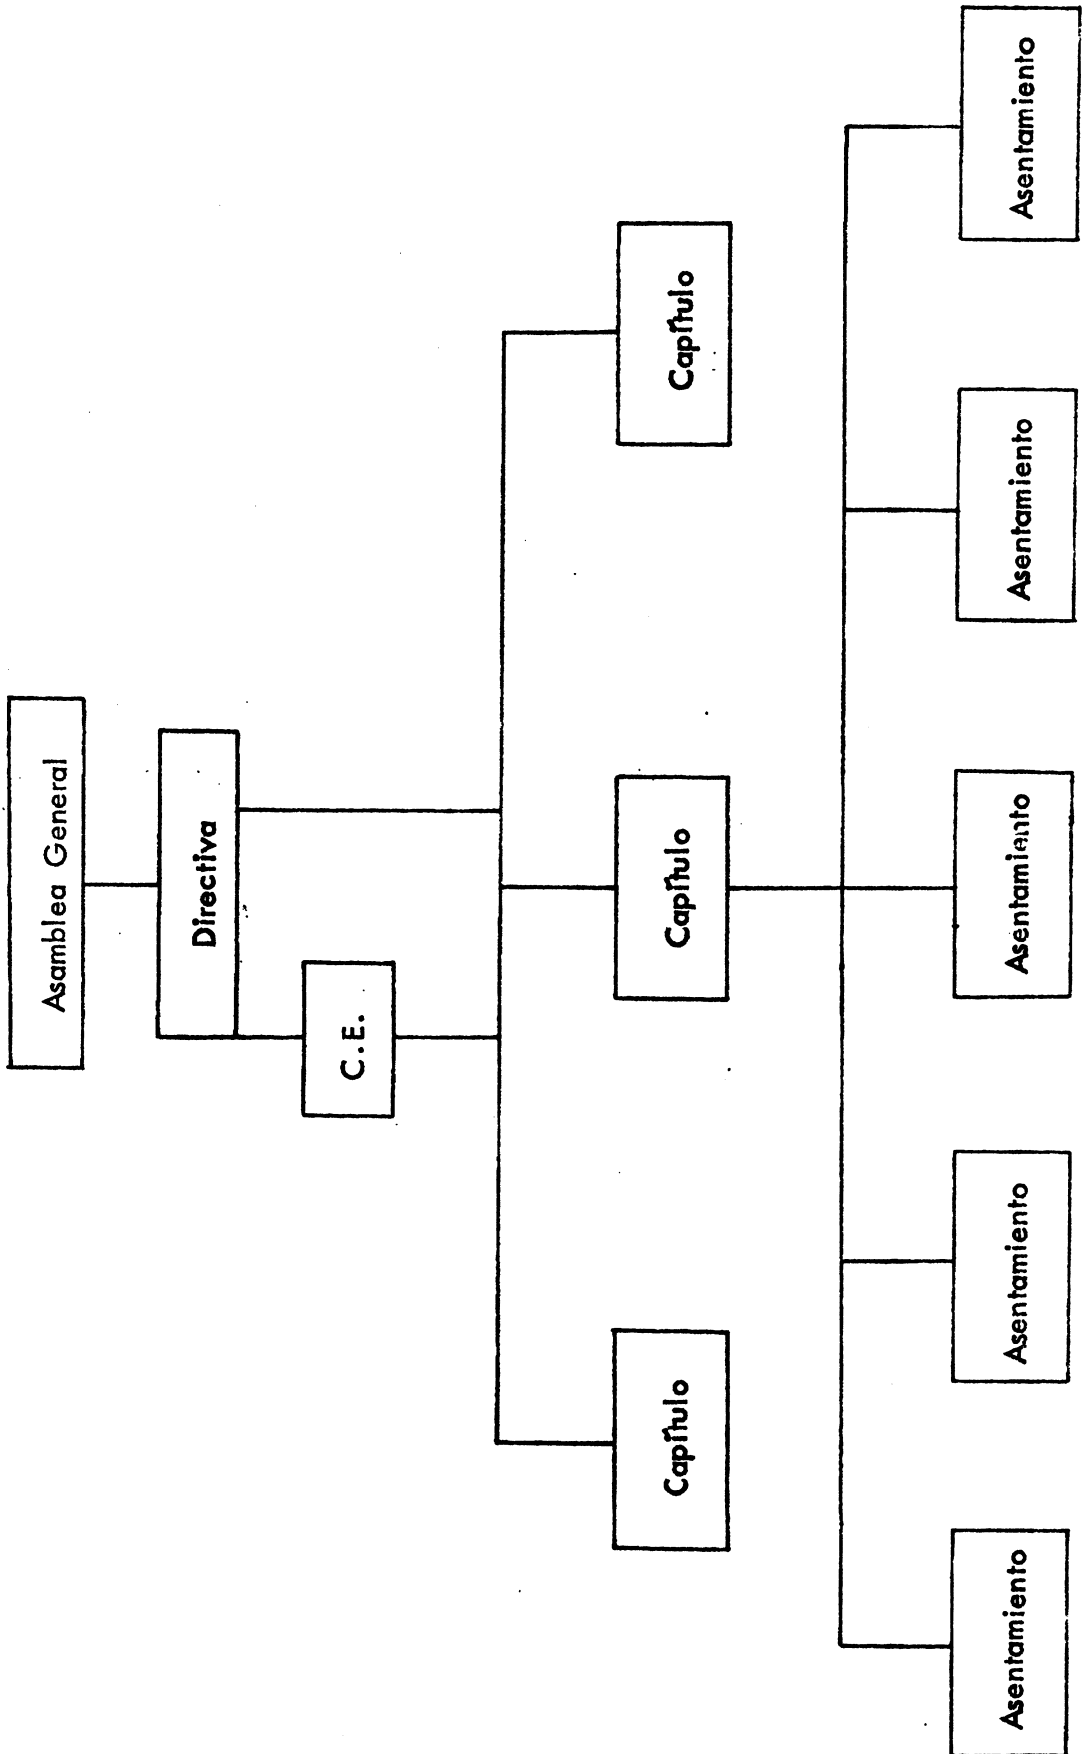 Asamblea General
Directiva
C.E.
Capítulo
Capítulo
Capítulo
Asentamiento
Asentamiento
Asentamiento
Asentamiento
Asentamiento